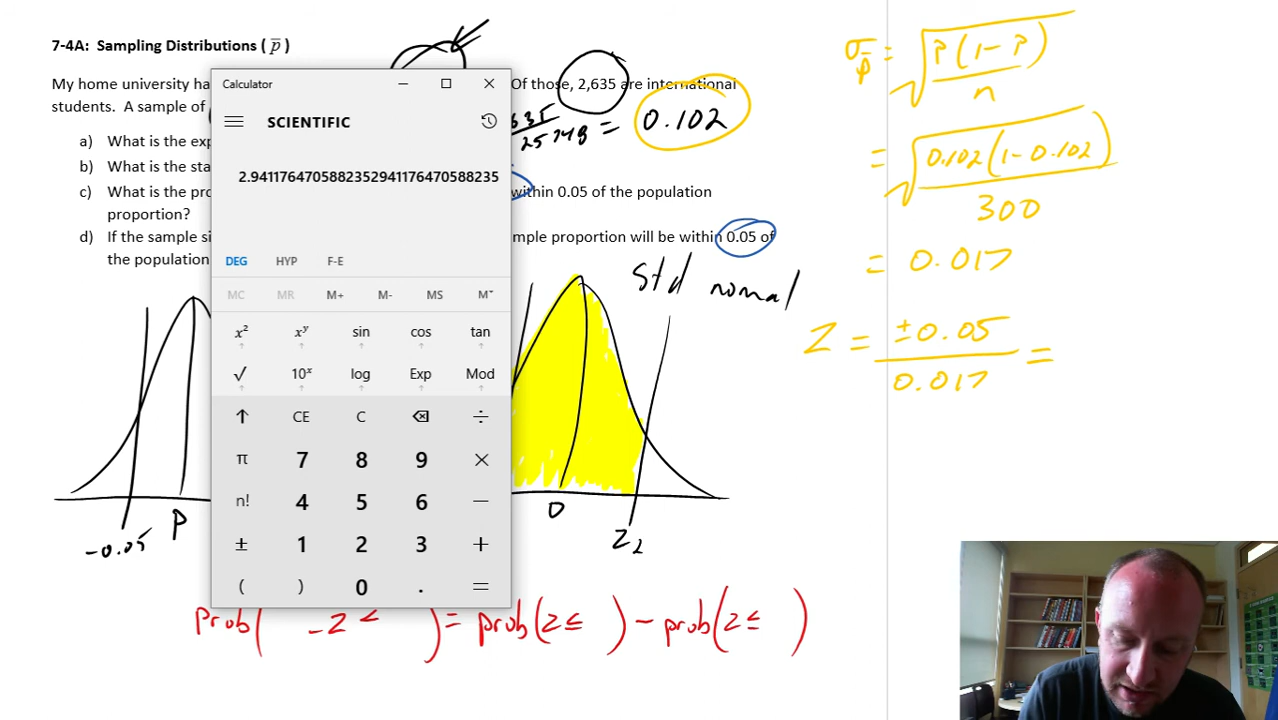 7-4A: Sampling Distributions ( p̅ )
My home university ha
Of those, 2,635 are international
students. A sample of
635
25748
= 0.102
a) What is the exp
b) What is the sta
c) What is the pro
within 0.05 of the population
proportion?
d) If the sample si
mple proportion will be within 0.05 of
the population
Calculator
SCIENTIFIC
2.9411764705882352941176470588235
DEG HYP F-E
MC MR M+ M- MS M˅
x² xʸ sin cos tan
√ 10ˣ log Exp Mod
↑ CE C ⌫ ÷
π 7 8 9 ×
n! 4 5 6 −
± 1 2 3 +
( ) 0 . =
Std normal
-0.05 P
0 Z₂
prob( -Z ≤ ) = prob(Z ≤ ) - prob(Z ≤ )
σp̅ = √P(1-P)/n
= √0.102(1-0.102)/300
= 0.017
Z = ±0.05/0.017 =